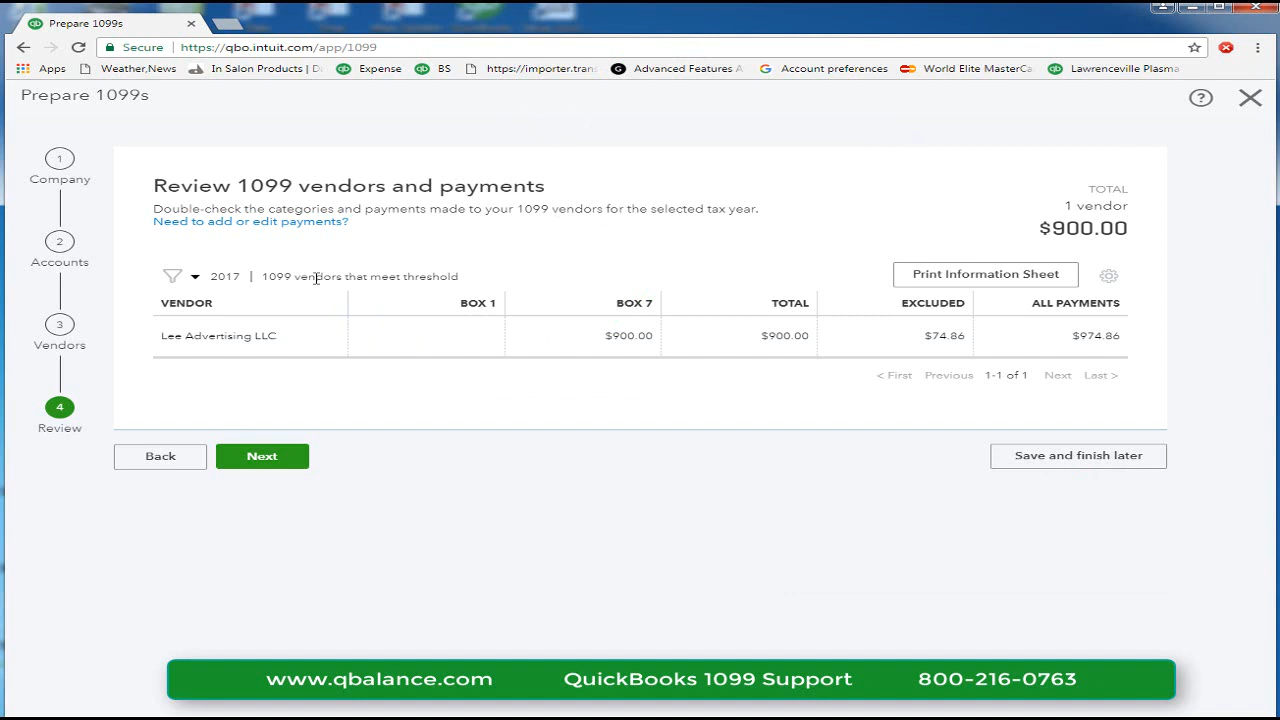 Prepare 1099s
Secure https://qbo.intuit.com/app/1099
Apps Weather,News In Salon Products | D Expense BS https://importer.trans Advanced Features A Account preferences World Elite MasterCa Lawrenceville Plasma
Prepare 1099s
1
Company
2
Accounts
3
Vendors
4
Review
Review 1099 vendors and payments
Double-check the categories and payments made to your 1099 vendors for the selected tax year.
Need to add or edit payments?
TOTAL
1 vendor
$900.00
2017 | 1099 vendors that meet threshold
Print Information Sheet
VENDOR BOX 1 BOX 7 TOTAL EXCLUDED ALL PAYMENTS
Lee Advertising LLC $900.00 $900.00 $74.86 $974.86
< First Previous 1-1 of 1 Next Last >
Back Next Save and finish later
www.qbalance.com QuickBooks 1099 Support 800-216-0763